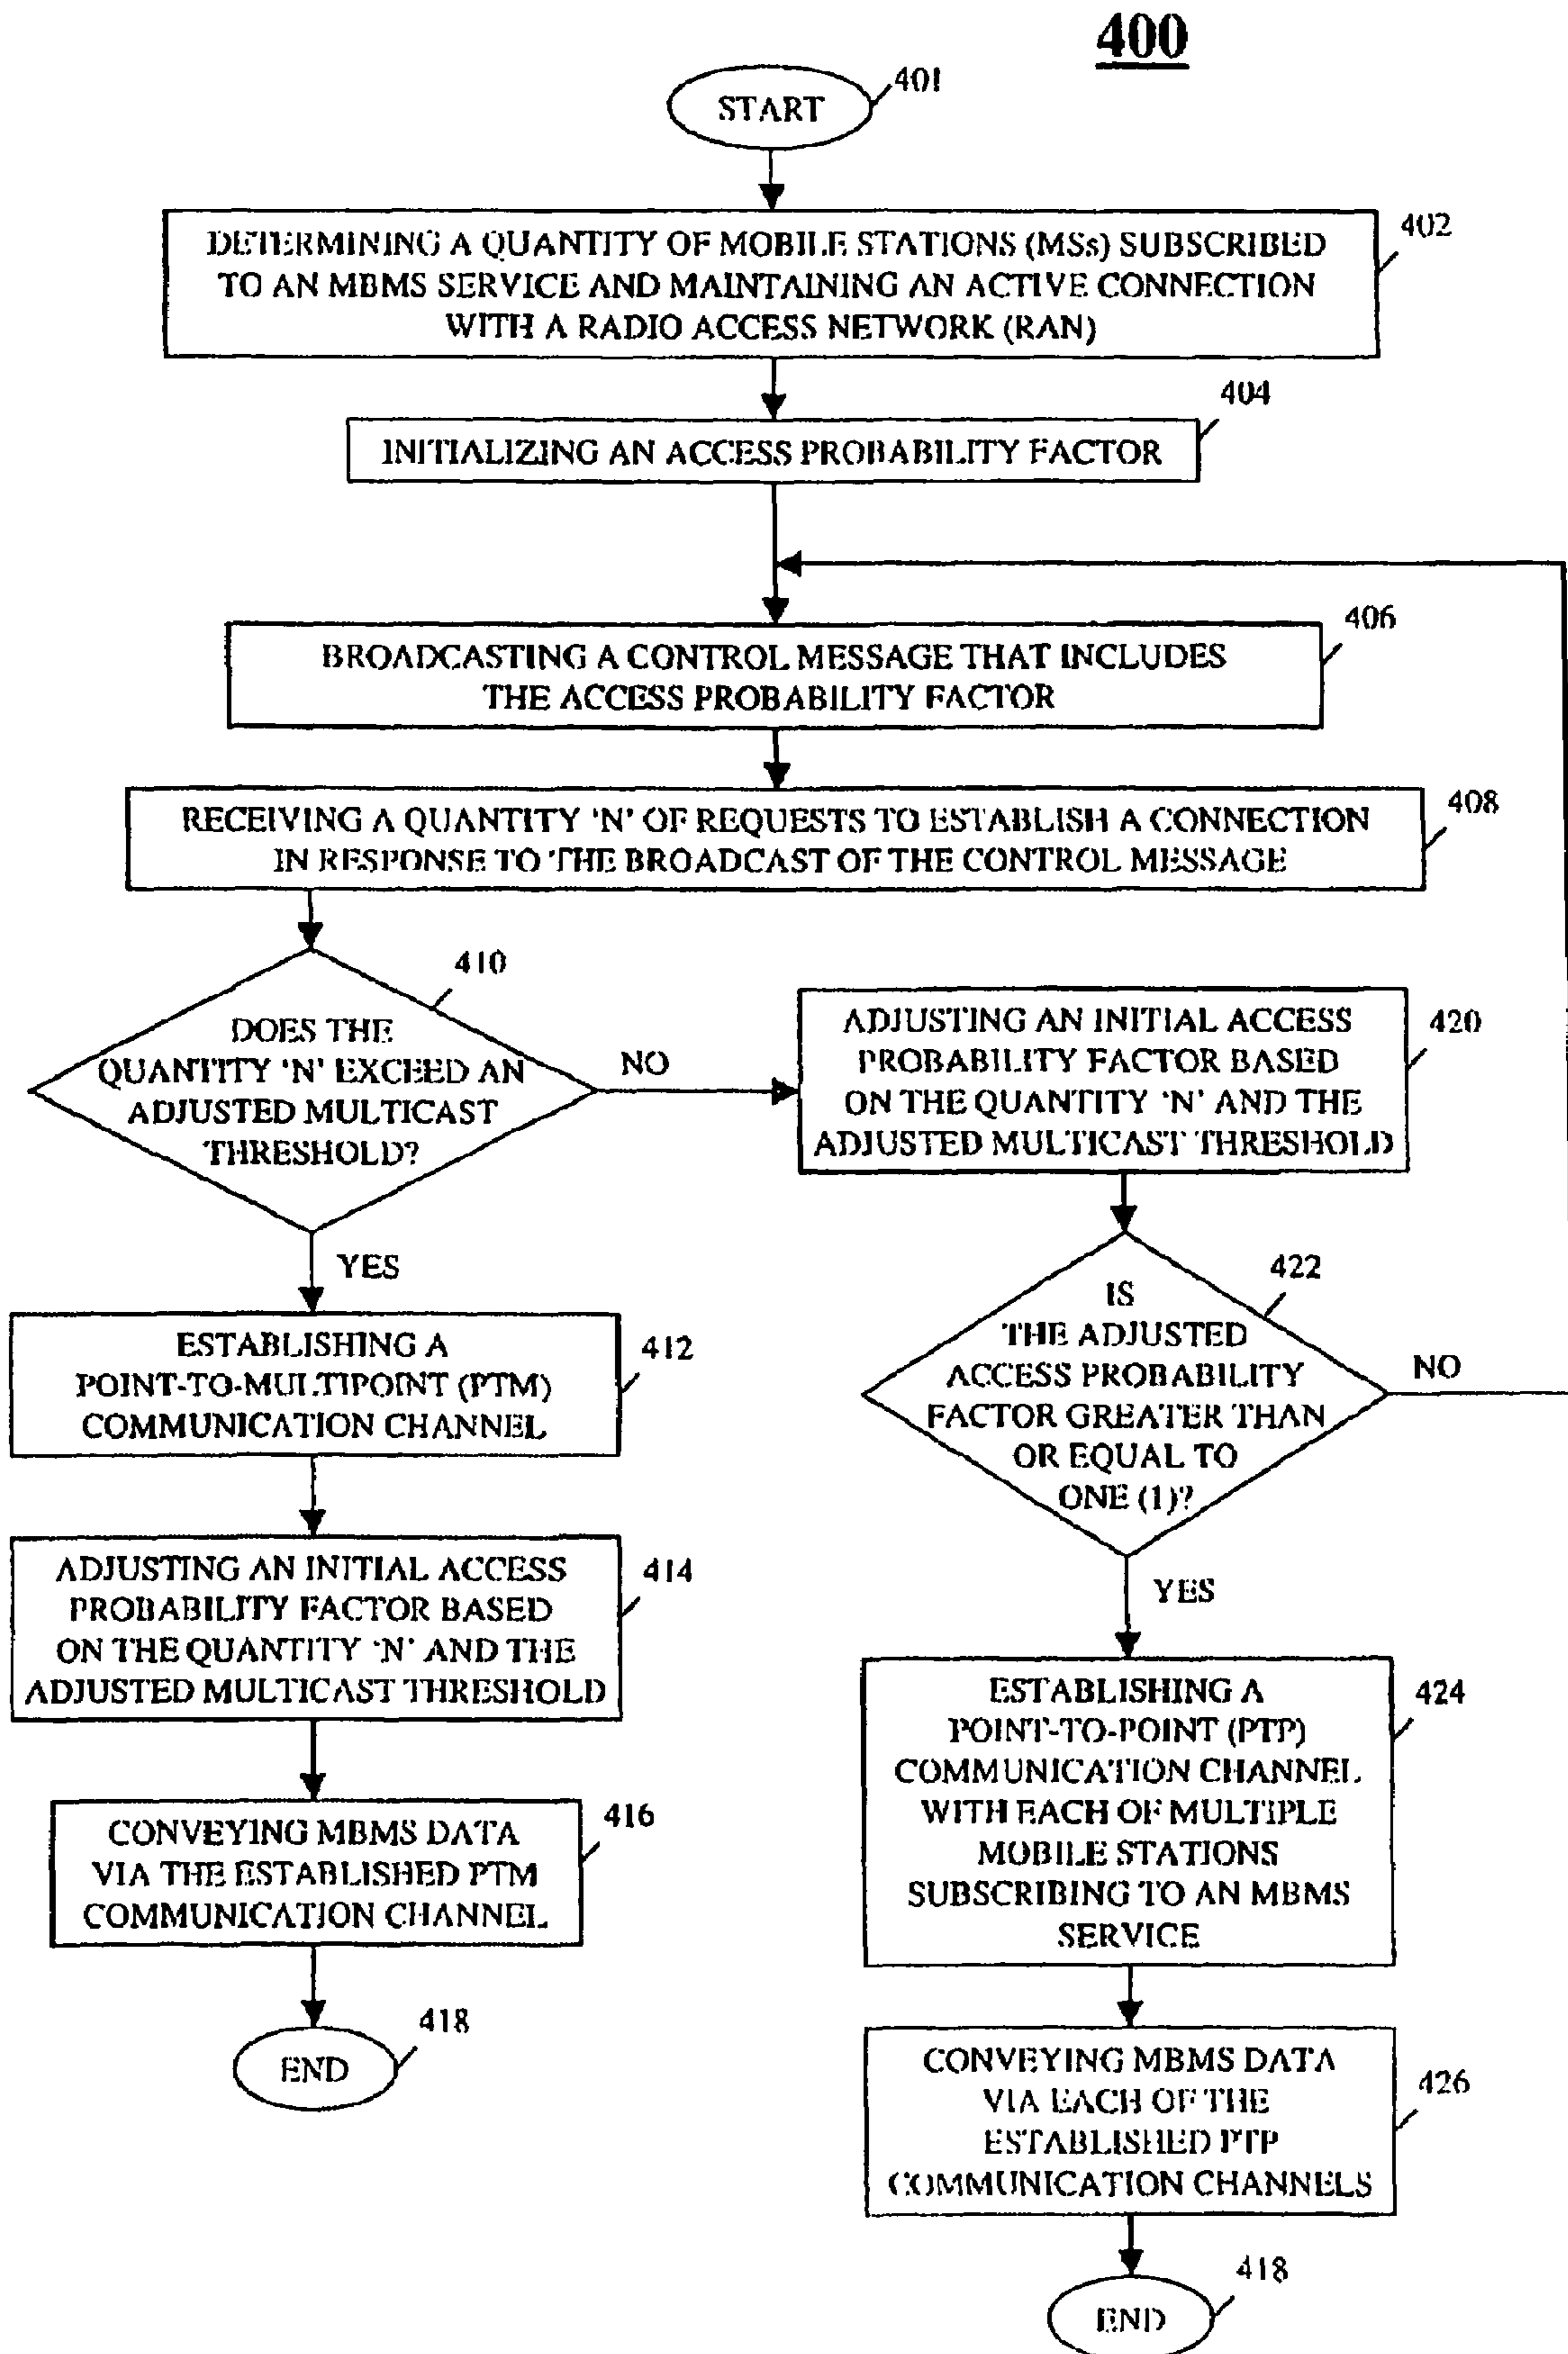 400
START
401
DETERMINING A QUANTITY OF MOBILE STATIONS (MSs) SUBSCRIBED
TO AN MBMS SERVICE AND MAINTAINING AN ACTIVE CONNECTION
WITH A RADIO ACCESS NETWORK (RAN)
402
INITIALIZING AN ACCESS PROBABILITY FACTOR
404
BROADCASTING A CONTROL MESSAGE THAT INCLUDES
THE ACCESS PROBABILITY FACTOR
406
RECEIVING A QUANTITY 'N' OF REQUESTS TO ESTABLISH A CONNECTION
IN RESPONSE TO THE BROADCAST OF THE CONTROL MESSAGE
408
DOES THE
QUANTITY 'N' EXCEED AN
ADJUSTED MULTICAST
THRESHOLD?
410
NO
YES
ESTABLISHING A
POINT-TO-MULTIPOINT (PTM)
COMMUNICATION CHANNEL
412
ADJUSTING AN INITIAL ACCESS
PROBABILITY FACTOR BASED
ON THE QUANTITY 'N' AND THE
ADJUSTED MULTICAST THRESHOLD
414
CONVEYING MBMS DATA
VIA THE ESTABLISHED PTM
COMMUNICATION CHANNEL
416
END
418
ADJUSTING AN INITIAL ACCESS
PROBABILITY FACTOR BASED
ON THE QUANTITY 'N' AND THE
ADJUSTED MULTICAST THRESHOLD
420
IS
THE ADJUSTED
ACCESS PROBABILITY
FACTOR GREATER THAN
OR EQUAL TO
ONE (1)?
422
NO
YES
ESTABLISHING A
POINT-TO-POINT (PTP)
COMMUNICATION CHANNEL
WITH EACH OF MULTIPLE
MOBILE STATIONS
SUBSCRIBING TO AN MBMS
SERVICE
424
CONVEYING MBMS DATA
VIA EACH OF THE
ESTABLISHED PTP
COMMUNICATION CHANNELS
426
END
418